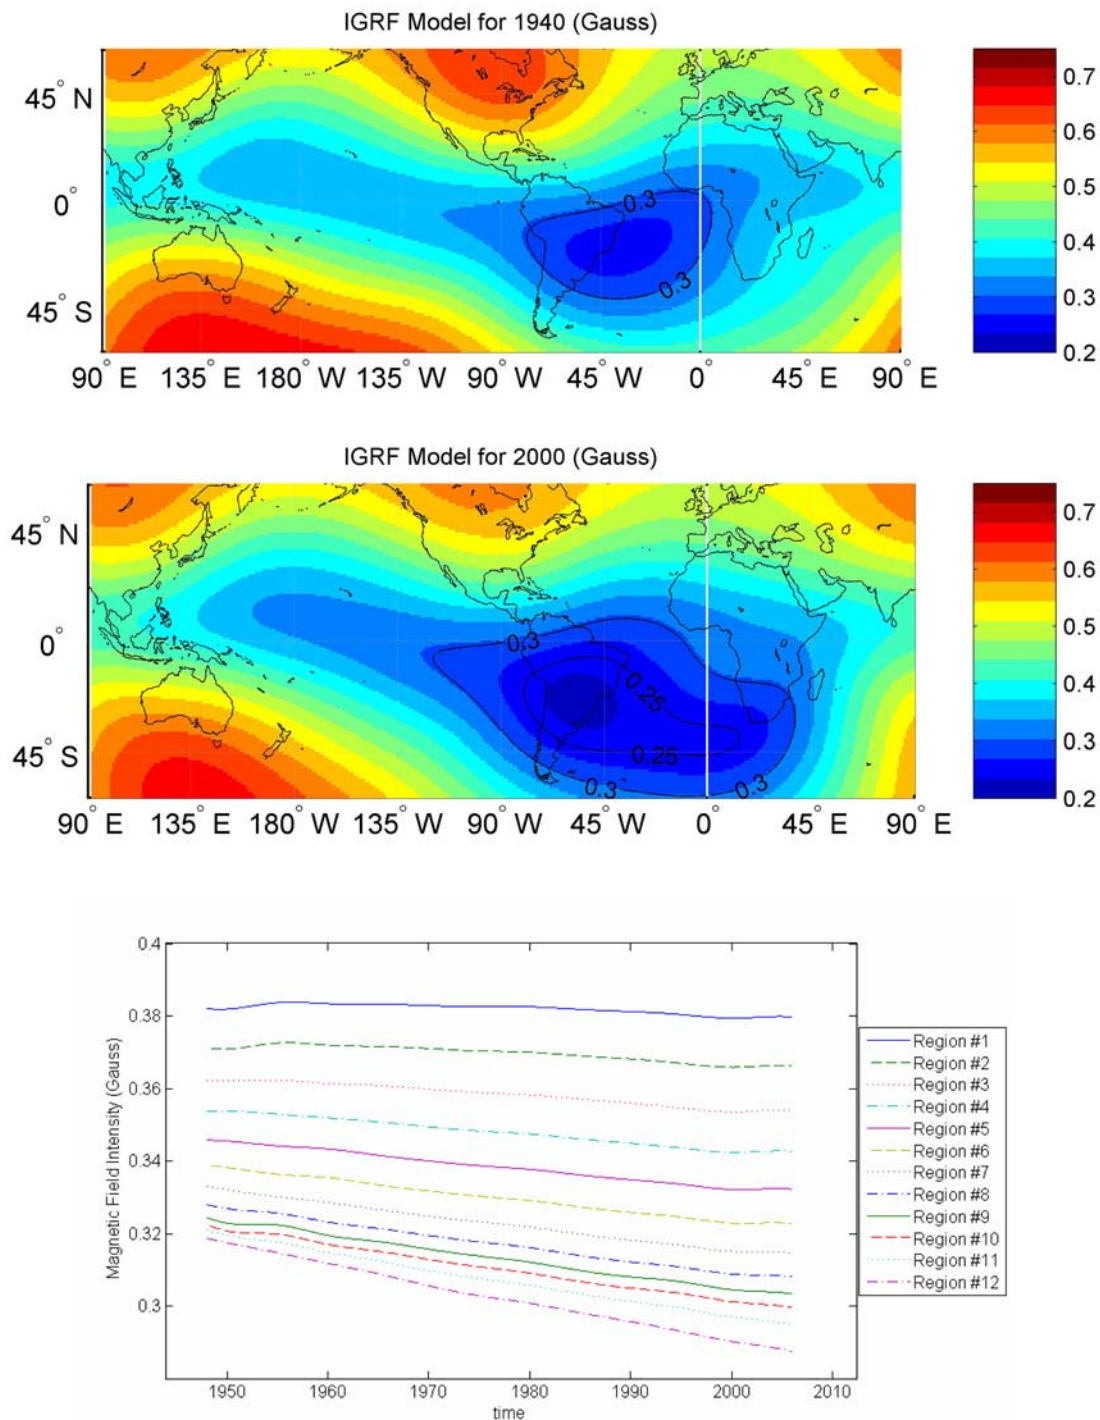 IGRF Model for 1940 (Gauss)
45° N
0°
45° S
90° E 135° E 180° W 135° W 90° W 45° W 0° 45° E 90° E
0.3
0.3
0.7
0.6
0.5
0.4
0.3
0.2
IGRF Model for 2000 (Gauss)
45° N
0°
45° S
90° E 135° E 180° W 135° W 90° W 45° W 0° 45° E 90° E
0.3
0.25
0.25
0.3
0.3
0.7
0.6
0.5
0.4
0.3
0.2
Magnetic Field Intensity (Gauss)
0.4
0.38
0.36
0.34
0.32
0.3
1950 1960 1970 1980 1990 2000 2010
time
Region #1
Region #2
Region #3
Region #4
Region #5
Region #6
Region #7
Region #8
Region #9
Region #10
Region #11
Region #12